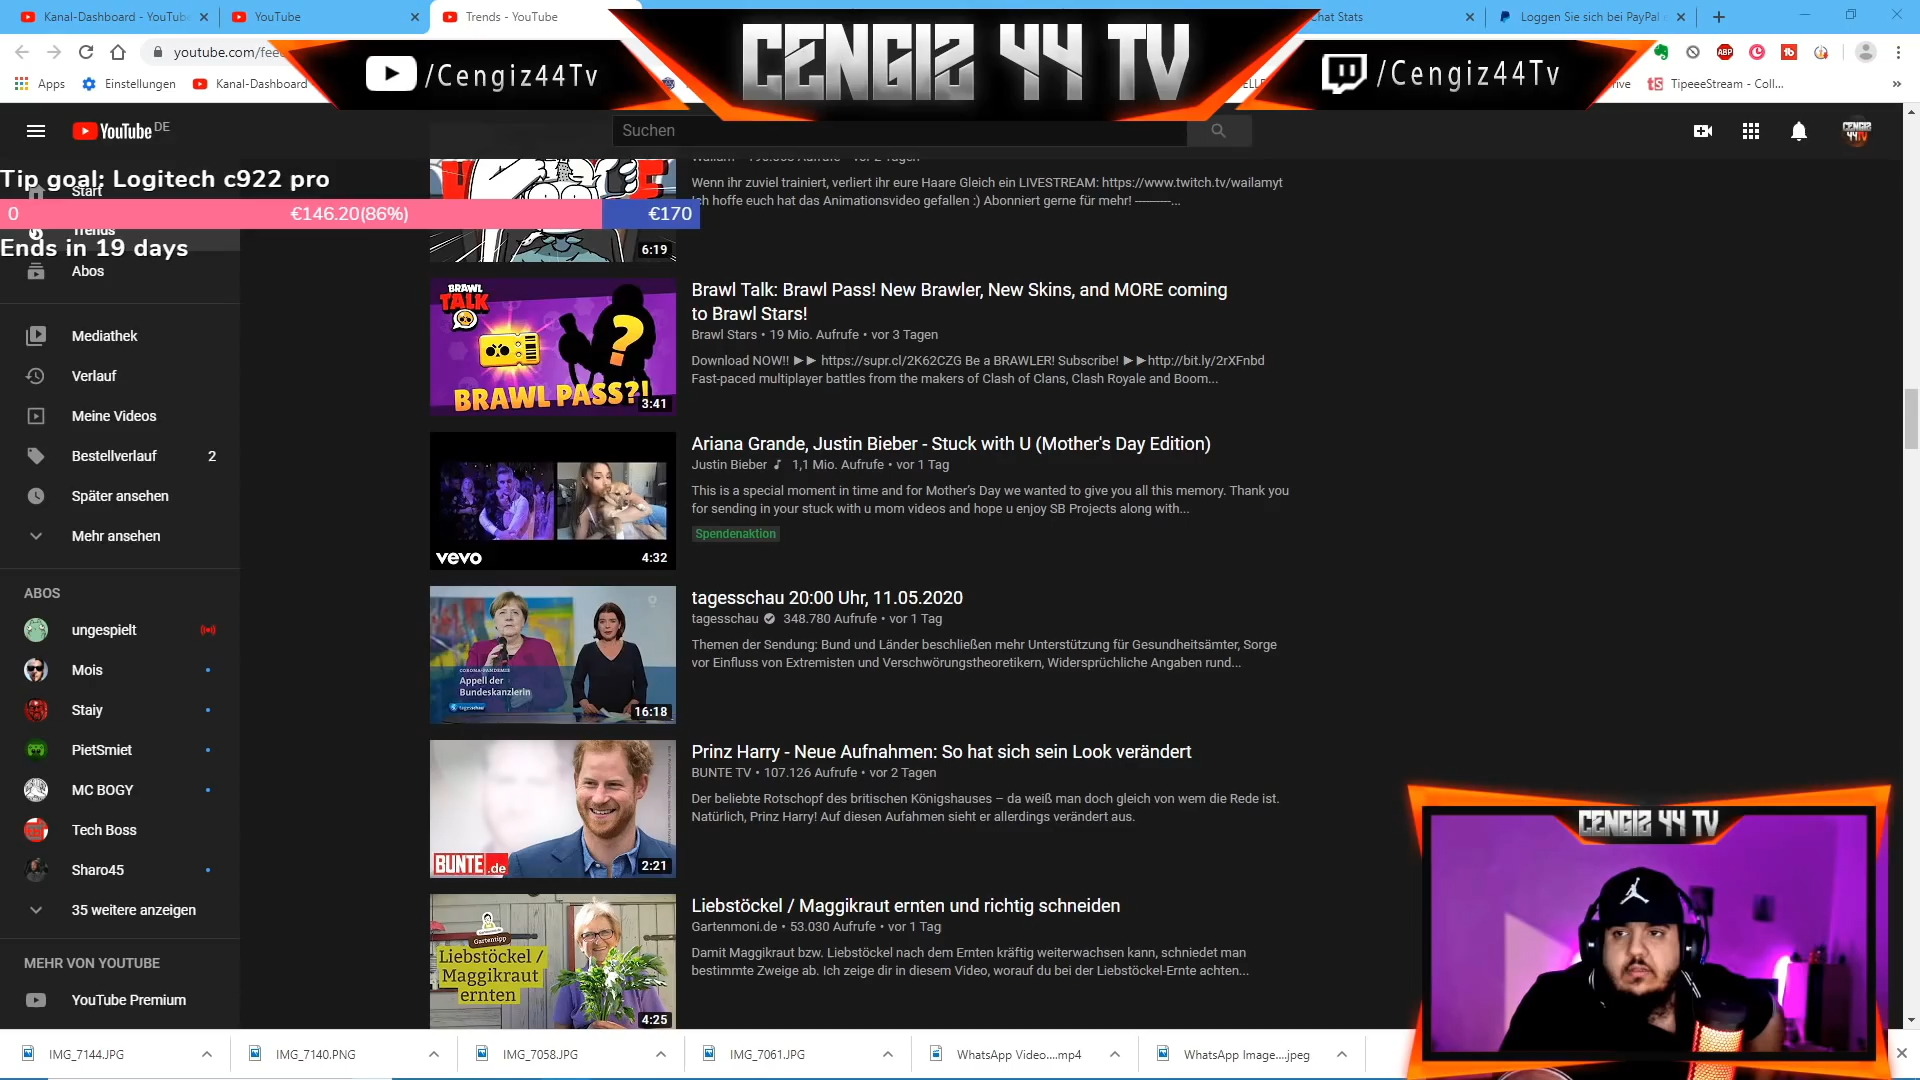 Kanal-Dashboard - YouTube
YouTube
Trends - YouTube
Chat Stats
Loggen Sie sich bei PayPal
youtube.com/fee
/Cengiz44Tv
CENGIZ 44 TV
/Cengiz44Tv
ABP
Apps
Einstellungen
Kanal-Dashboard
TipeeeStream - Coll...
YouTube DE
Suchen
CENGIZ 44 TV
Tip goal: Logitech c922 pro
Start
0
€146.20(86%)
€170
Trends
Ends in 19 days
Abos
Mediathek
Verlauf
Meine Videos
Bestellverlauf
2
Später ansehen
Mehr ansehen
ABOS
ungespielt
Mois
Staiy
PietSmiet
MC BOGY
Tech Boss
Sharo45
35 weitere anzeigen
MEHR VON YOUTUBE
YouTube Premium
Wenn ihr zuviel trainiert, verliert ihr eure Haare Gleich ein LIVESTREAM: https://www.twitch.tv/wailamyt
Ich hoffe euch hat das Animationsvideo gefallen :) Abonniert gerne für mehr! ———...
6:19
BRAWL
TALK
BRAWL PASS?!
3:41
Brawl Talk: Brawl Pass! New Brawler, New Skins, and MORE coming
to Brawl Stars!
Brawl Stars • 19 Mio. Aufrufe • vor 3 Tagen
Download NOW!! ►► https://supr.cl/2K62CZG Be a BRAWLER! Subscribe! ►►http://bit.ly/2rXFnbd
Fast-paced multiplayer battles from the makers of Clash of Clans, Clash Royale and Boom...
vevo
4:32
Ariana Grande, Justin Bieber - Stuck with U (Mother's Day Edition)
Justin Bieber ♪ 1,1 Mio. Aufrufe • vor 1 Tag
This is a special moment in time and for Mother's Day we wanted to give you all this memory. Thank you
for sending in your stuck with u mom videos and hope u enjoy SB Projects along with...
Spendenaktion
CORONA-PANDEMIE
Appell der
Bundeskanzlerin
tagesschau
16:18
tagesschau 20:00 Uhr, 11.05.2020
tagesschau 348.780 Aufrufe • vor 1 Tag
Themen der Sendung: Bund und Länder beschließen mehr Unterstützung für Gesundheitsämter, Sorge
vor Einfluss von Extremisten und Verschwörungstheoretikern, Widersprüchliche Angaben rund...
BUNTE.de
2:21
Prinz Harry - Neue Aufnahmen: So hat sich sein Look verändert
BUNTE TV • 107.126 Aufrufe • vor 2 Tagen
Der beliebte Rotschopf des britischen Königshauses – da weiß man doch gleich von wem die Rede ist.
Natürlich, Prinz Harry! Auf diesen Aufahmen sieht er allerdings verändert aus.
Gartentipp
Liebstöckel /
Maggikraut
ernten
4:25
Liebstöckel / Maggikraut ernten und richtig schneiden
Gartenmoni.de • 53.030 Aufrufe • vor 1 Tag
Damit Maggikraut bzw. Liebstöckel nach dem Ernten kräftig weiterwachsen kann, schniedet man
bestimmte Zweige ab. Ich zeige dir in diesem Video, worauf du bei der Liebstöckel-Ernte achten...
CENGIZ 44 TV
IMG_7144.JPG
IMG_7140.PNG
IMG_7058.JPG
IMG_7061.JPG
WhatsApp Video....mp4
WhatsApp Image....jpeg